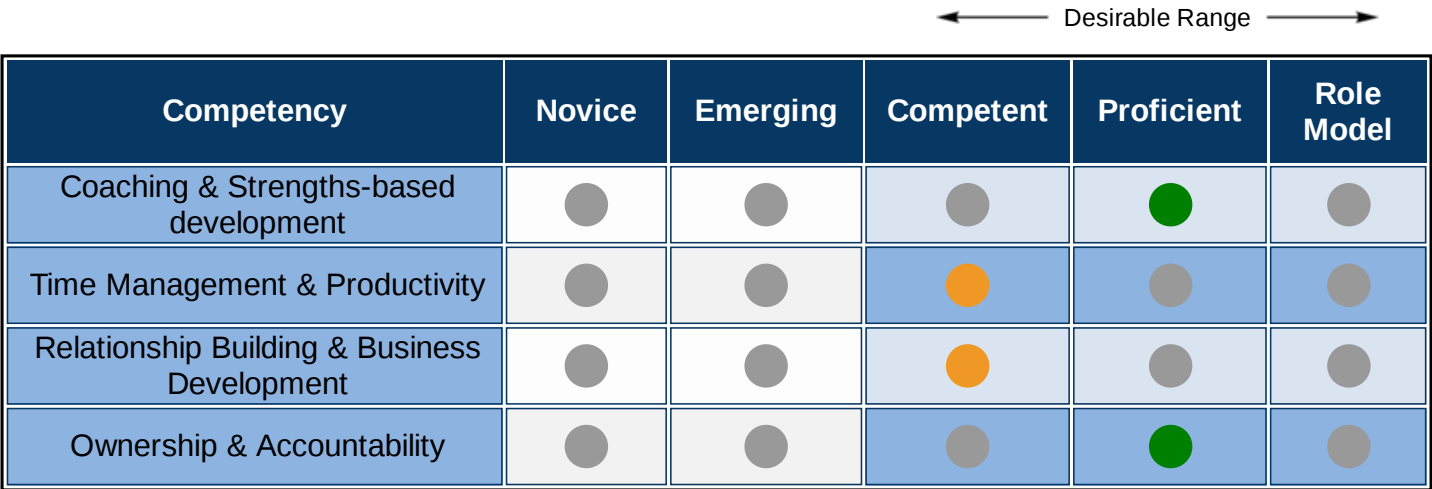 Desirable Range
Competency Novice Emerging Competent Proficient Role Model
Coaching & Strengths-based
development
Time Management & Productivity
Relationship Building & Business
Development
Ownership & Accountability